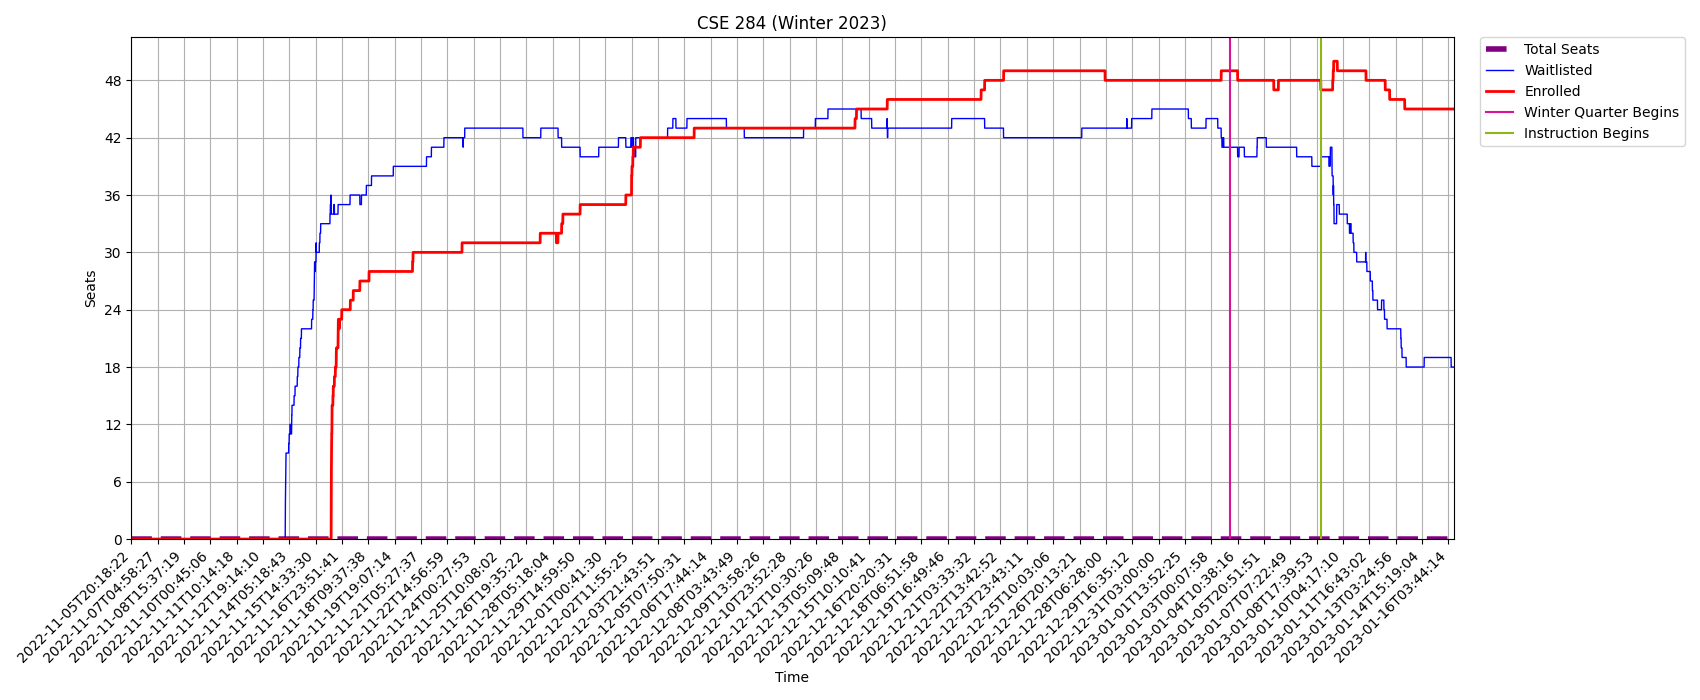 CSE 284 (Winter 2023)
Total Seats
Waitlisted
Enrolled
Winter Quarter Begins
Instruction Begins
Seats
48
42
36
30
24
18
12
6
0
2022-11-05T20:18:22
2022-11-07T04:58:27
2022-11-08T15:37:19
2022-11-10T00:45:06
2022-11-11T10:14:18
2022-11-12T19:14:10
2022-11-14T05:18:43
2022-11-15T14:33:30
2022-11-16T23:51:41
2022-11-18T09:37:38
2022-11-19T19:07:14
2022-11-21T05:27:37
2022-11-22T14:56:59
2022-11-24T00:27:53
2022-11-25T10:08:02
2022-11-26T19:35:22
2022-11-28T05:18:04
2022-11-29T14:59:50
2022-12-01T00:41:30
2022-12-02T11:55:25
2022-12-03T21:43:51
2022-12-05T07:50:31
2022-12-06T17:44:14
2022-12-08T03:43:49
2022-12-09T13:58:26
2022-12-10T23:52:28
2022-12-12T10:30:26
2022-12-13T05:09:48
2022-12-15T10:10:41
2022-12-16T20:20:31
2022-12-18T06:51:58
2022-12-19T16:49:46
2022-12-21T03:33:32
2022-12-22T13:42:52
2022-12-23T23:43:11
2022-12-25T10:03:06
2022-12-26T20:13:21
2022-12-28T06:28:00
2022-12-29T16:35:12
2022-12-31T03:00:00
2023-01-01T13:52:25
2023-01-03T00:07:58
2023-01-04T10:38:16
2023-01-05T20:51:51
2023-01-07T07:22:49
2023-01-08T17:39:53
2023-01-10T04:17:10
2023-01-11T16:43:02
2023-01-13T03:24:56
2023-01-14T15:19:04
2023-01-16T03:44:14
Time